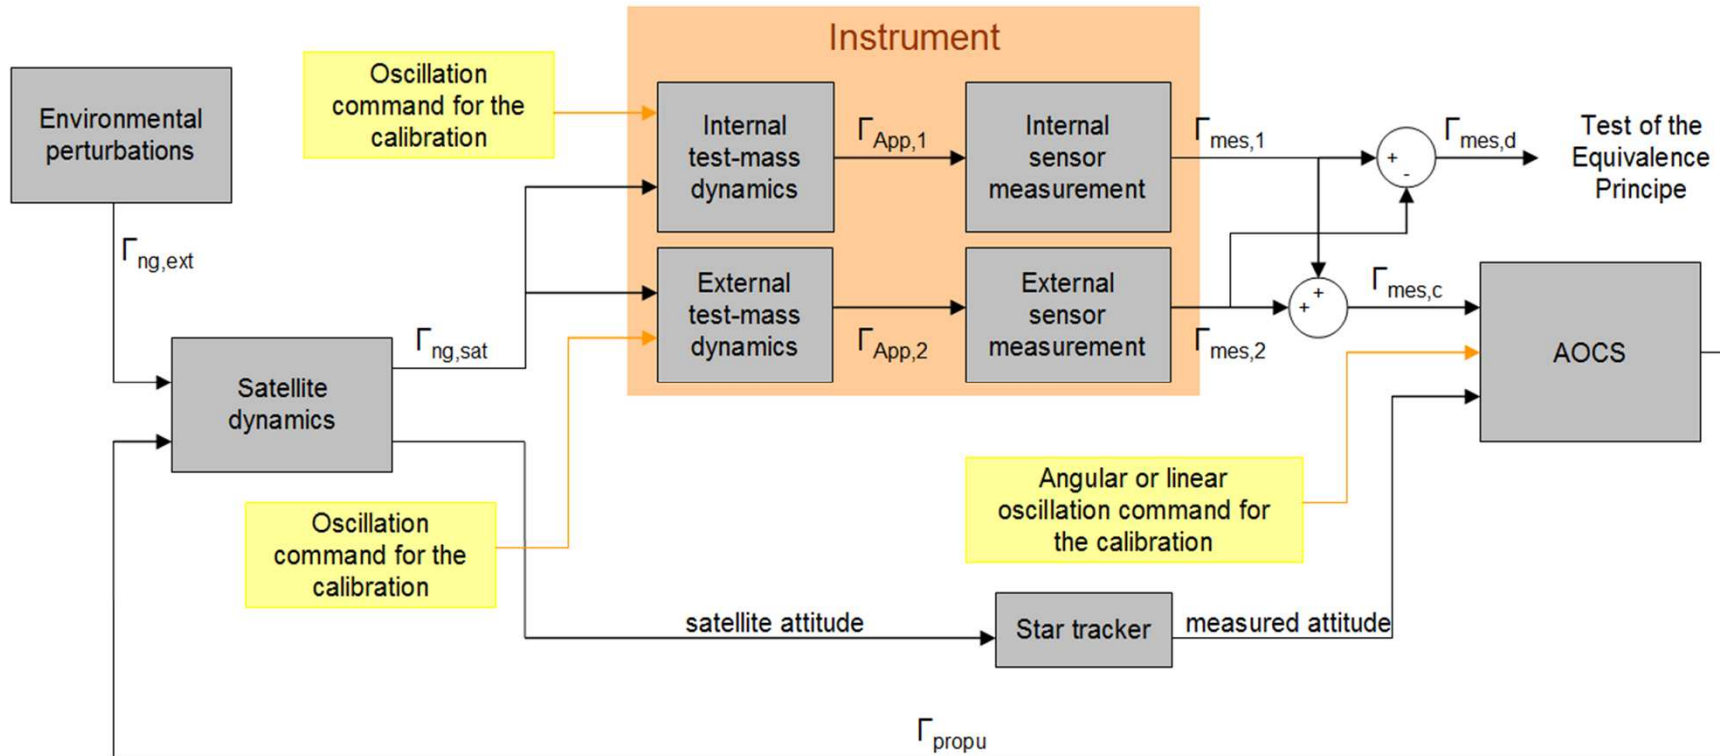 Instrument
Environmental
perturbations
Oscillation
command for the
calibration
Internal
test-mass
dynamics
ΓApp,1
Internal
sensor
measurement
Γmes,1
+
-
Γmes,d
Test of the
Equivalence
Principe
Γng,ext
External
test-mass
dynamics
ΓApp,2
External
sensor
measurement
Γmes,2
+
+
Γmes,c
AOCS
Γng,sat
Satellite
dynamics
Oscillation
command for the
calibration
Angular or linear
oscillation command for
the calibration
satellite attitude
Star tracker
measured attitude
Γpropu